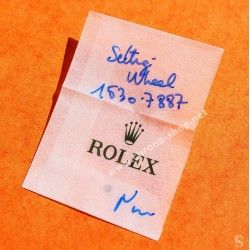 Setting
Wheel
1530-7887
ROLEX